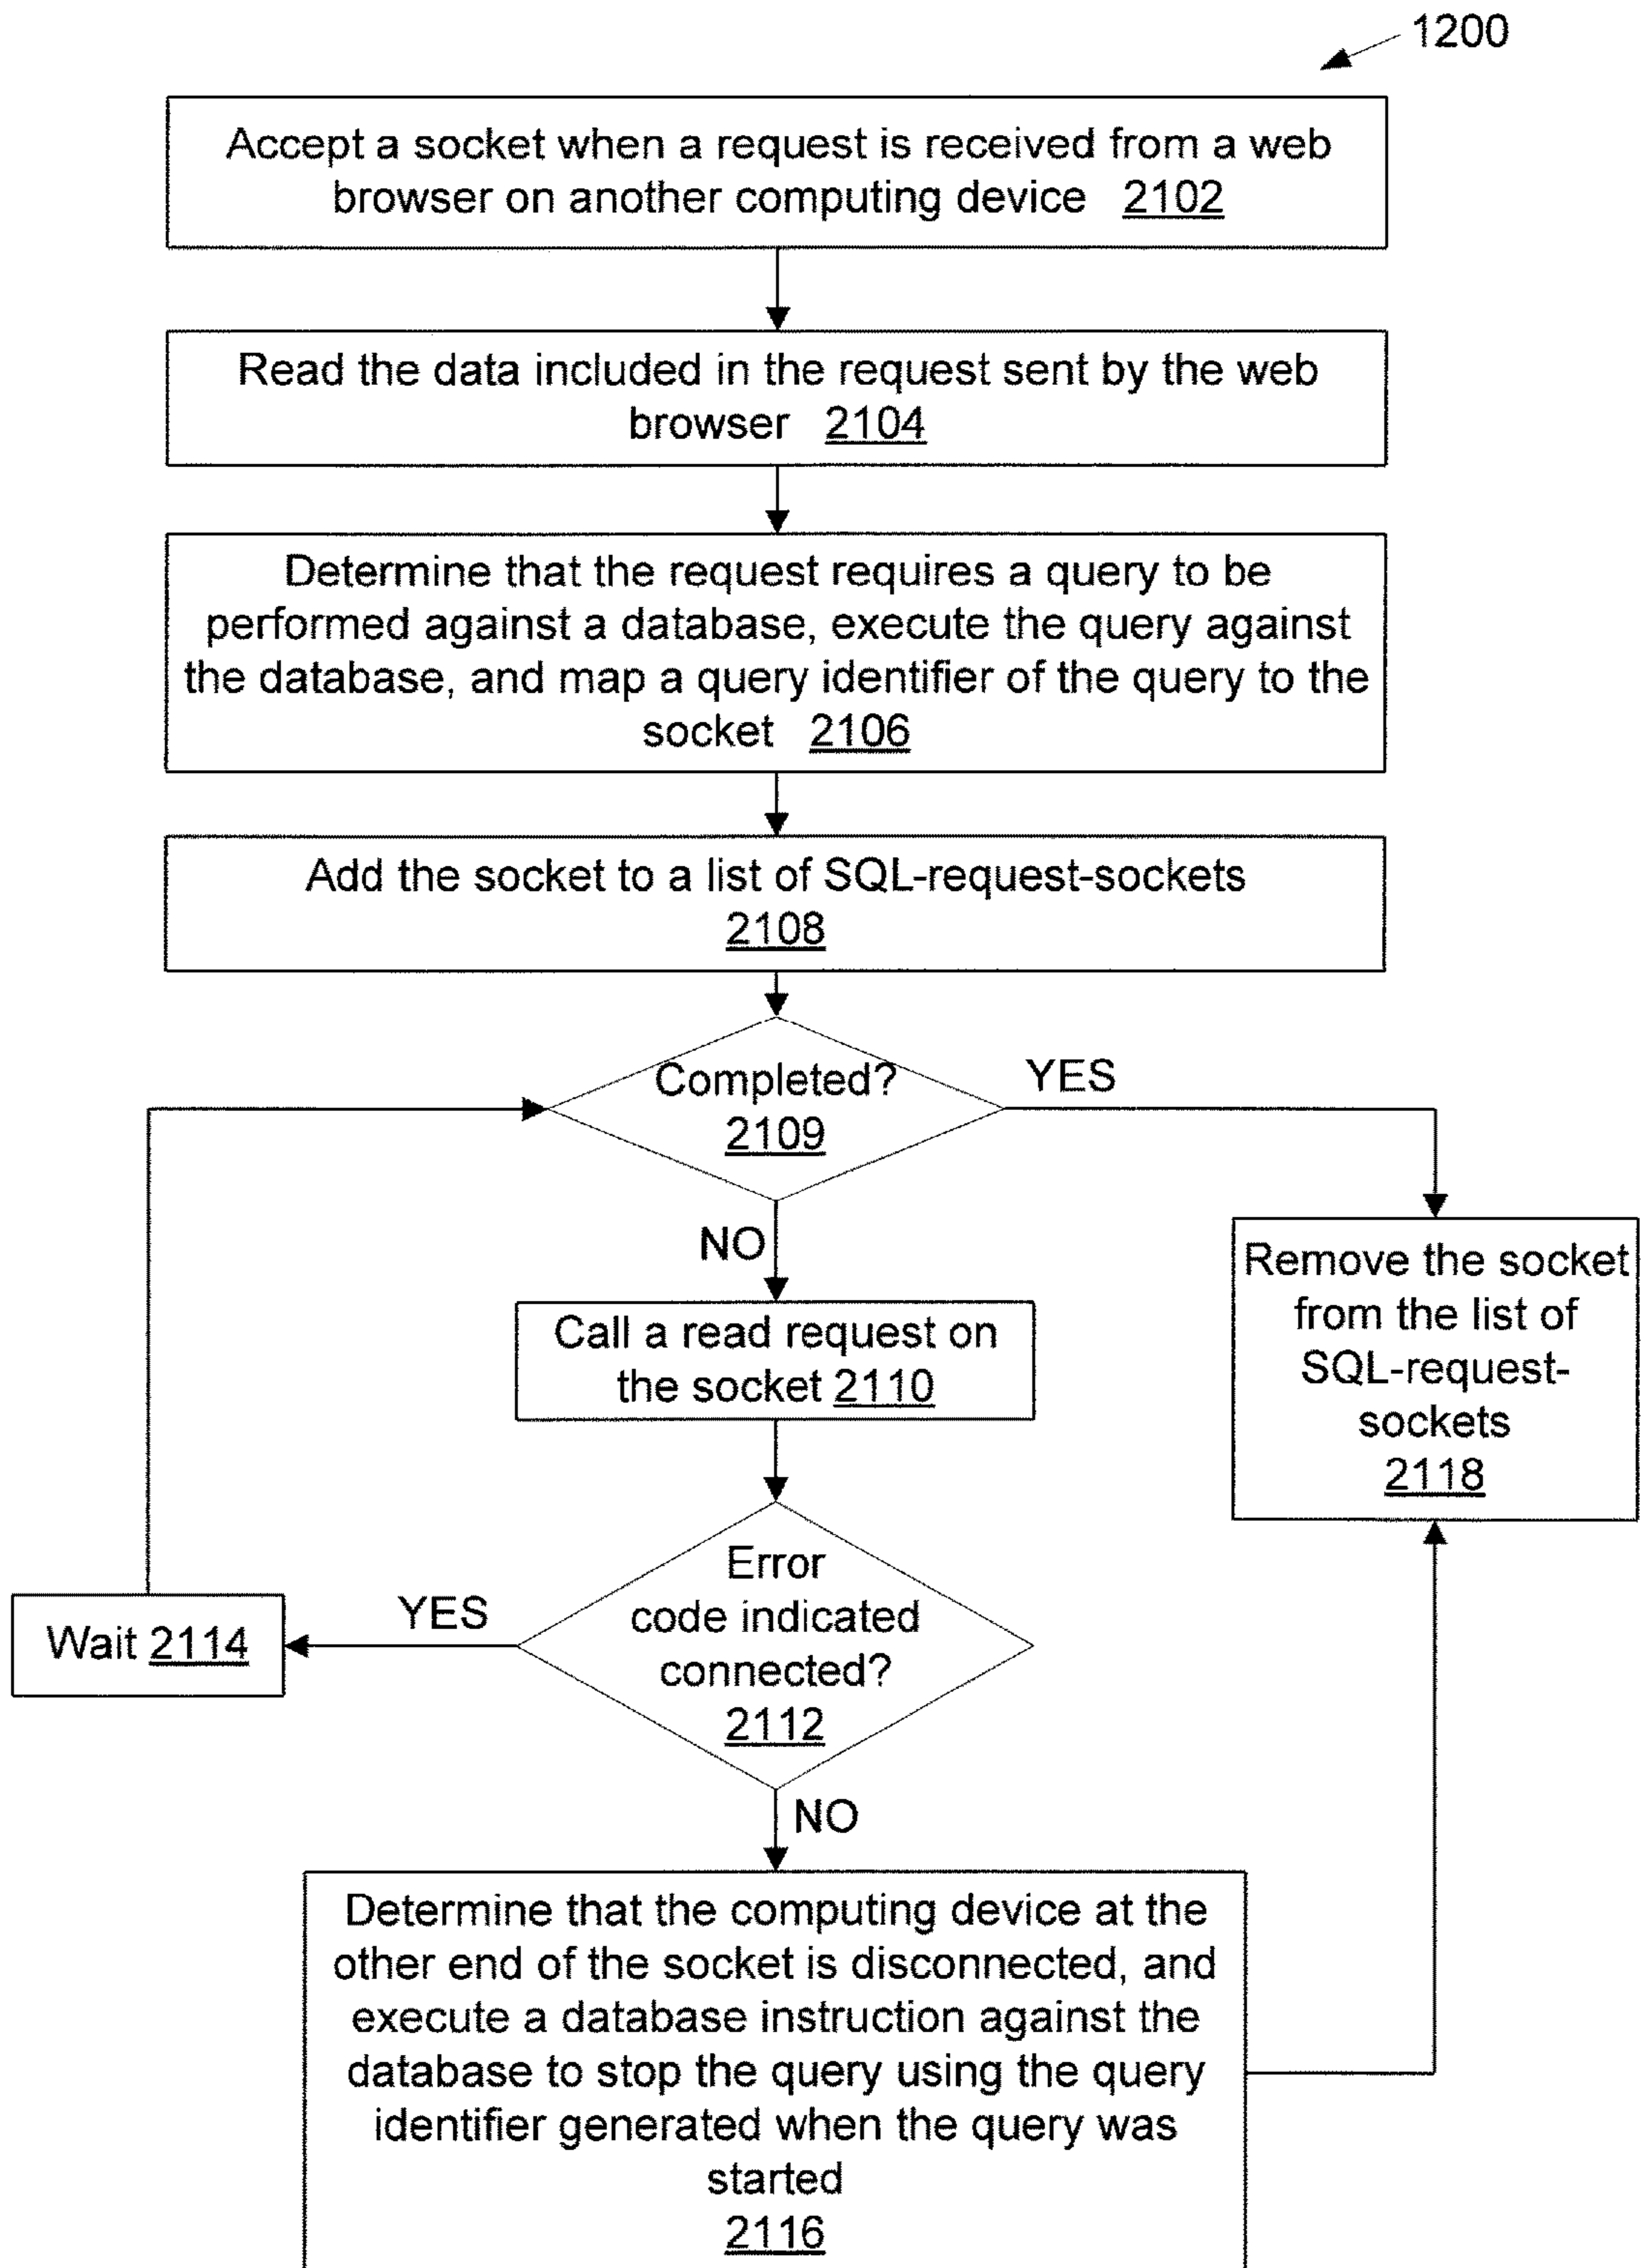 1200
Accept a socket when a request is received from a web
browser on another computing device 2102
Read the data included in the request sent by the web
browser 2104
Determine that the request requires a query to be
performed against a database, execute the query against
the database, and map a query identifier of the query to the
socket 2106
Add the socket to a list of SQL-request-sockets
2108
Completed?
2109
YES
NO
Call a read request on
the socket 2110
Remove the socket
from the list of
SQL-request-
sockets
2118
Error
code indicated
connected?
2112
YES
Wait 2114
NO
Determine that the computing device at the
other end of the socket is disconnected, and
execute a database instruction against the
database to stop the query using the query
identifier generated when the query was
started
2116